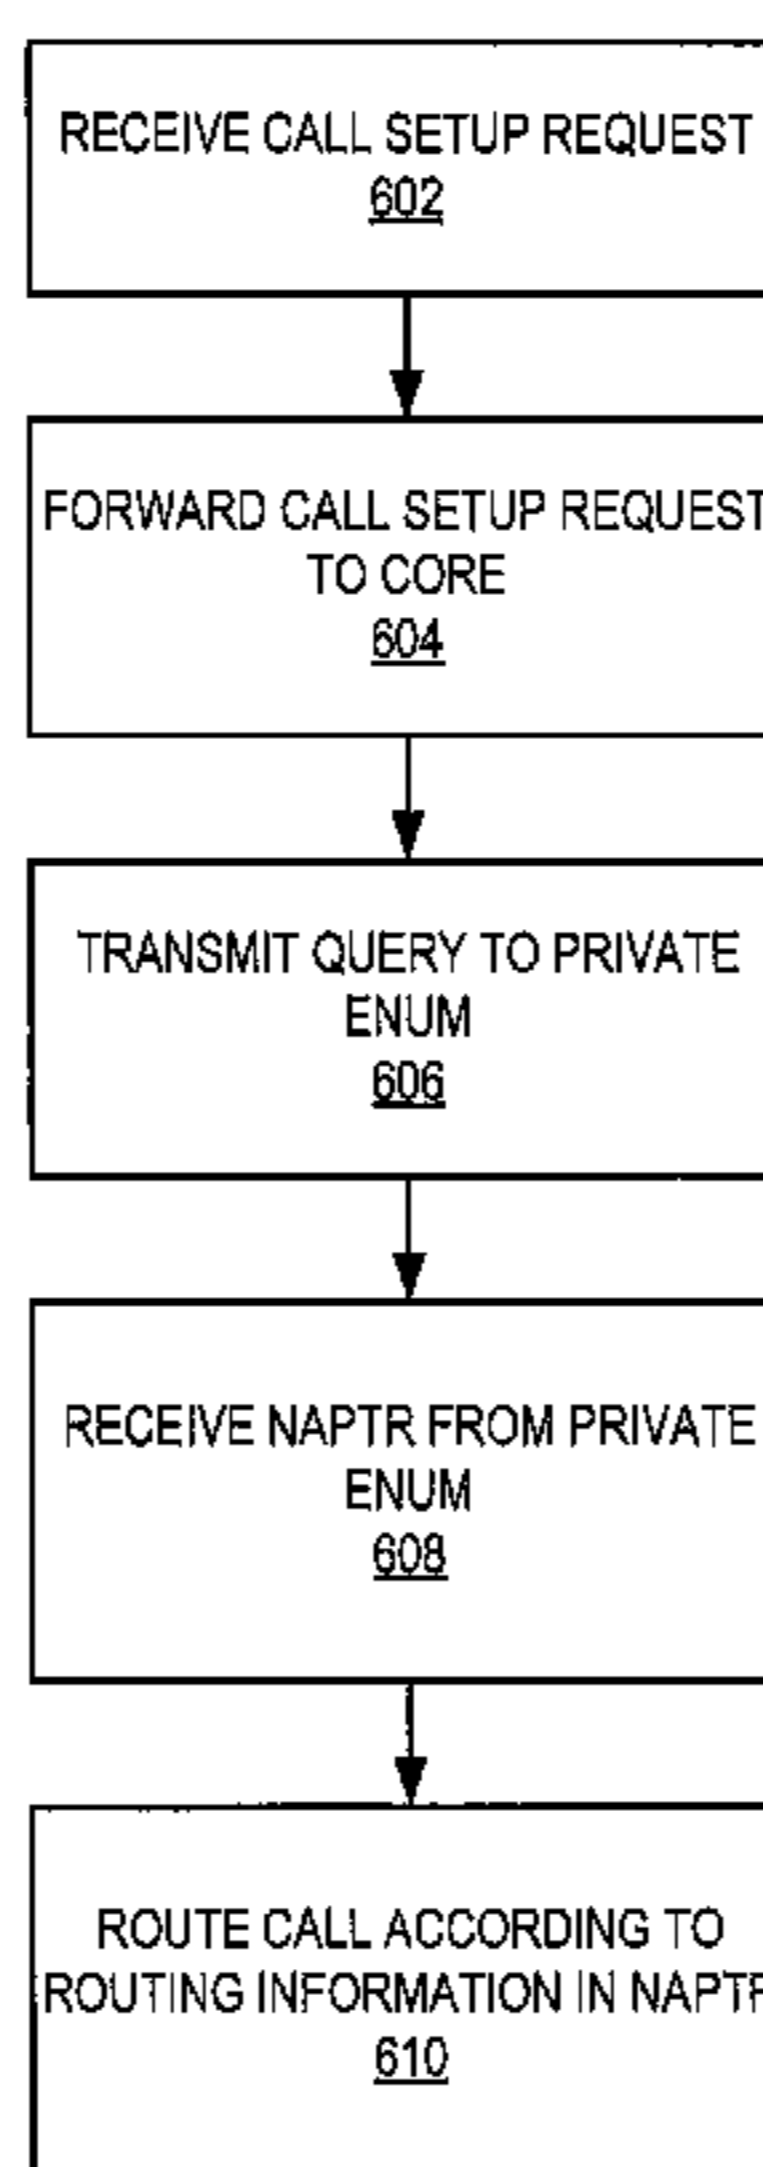 RECEIVE CALL SETUP REQUEST
602
FORWARD CALL SETUP REQUEST
TO CORE
604
TRANSMIT QUERY TO PRIVATE
ENUM
606
RECEIVE NAPTR FROM PRIVATE
ENUM
608
ROUTE CALL ACCORDING TO
ROUTING INFORMATION IN NAPTR
610